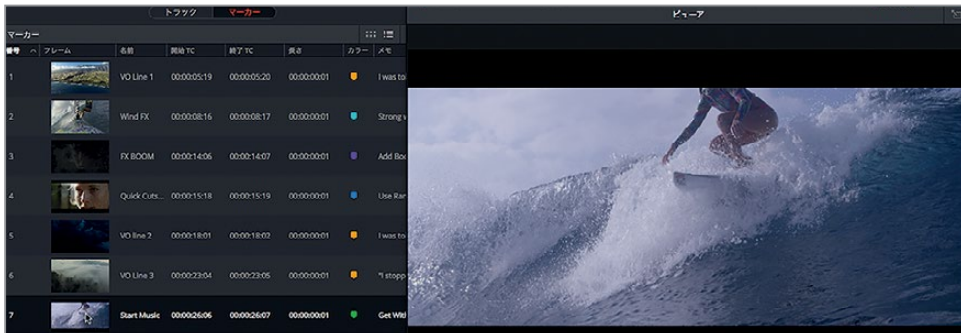 トラック マーカー
ビューア
マーカー
番号 フレーム 名前 開始 TC 終了 TC 長さ カラー メモ
1 VO Line 1 00:00:05:19 00:00:05:20 00:00:00:01 I was to
2 Wind FX 00:00:08:16 00:00:08:17 00:00:00:01 Strong w
3 FX BOOM 00:00:14:06 00:00:14:07 00:00:00:01 Add Boo
4 Quick Cuts... 00:00:15:18 00:00:15:19 00:00:00:01 Use Ran
5 VO line 2 00:00:18:01 00:00:18:02 00:00:00:01 I was to
6 VO Line 3 00:00:23:04 00:00:23:05 00:00:00:01 "I stopp
7 Start Music 00:00:26:06 00:00:26:07 00:00:00:01 Get With